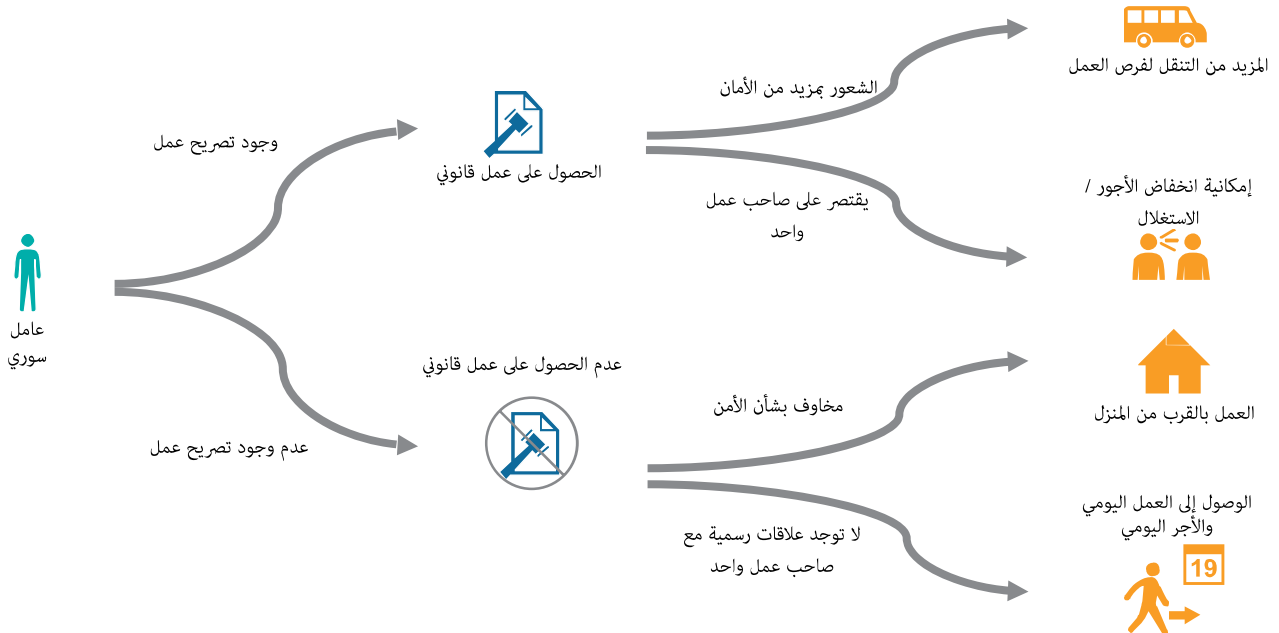 عامل
سوري
وجود تصريح عمل
عدم وجود تصريح عمل
الحصول على عمل قانوني
عدم الحصول على عمل قانوني
الشعور بمزيد من الأمان
يقتصر على صاحب عمل
واحد
مخاوف بشأن الأمن
لا توجد علاقات رسمية مع
صاحب عمل واحد
المزيد من التنقل لفرص العمل
إمكانية انخفاض الأجور /
الاستغلال
العمل بالقرب من المنزل
الوصول إلى العمل اليومي
والأجر اليومي
19